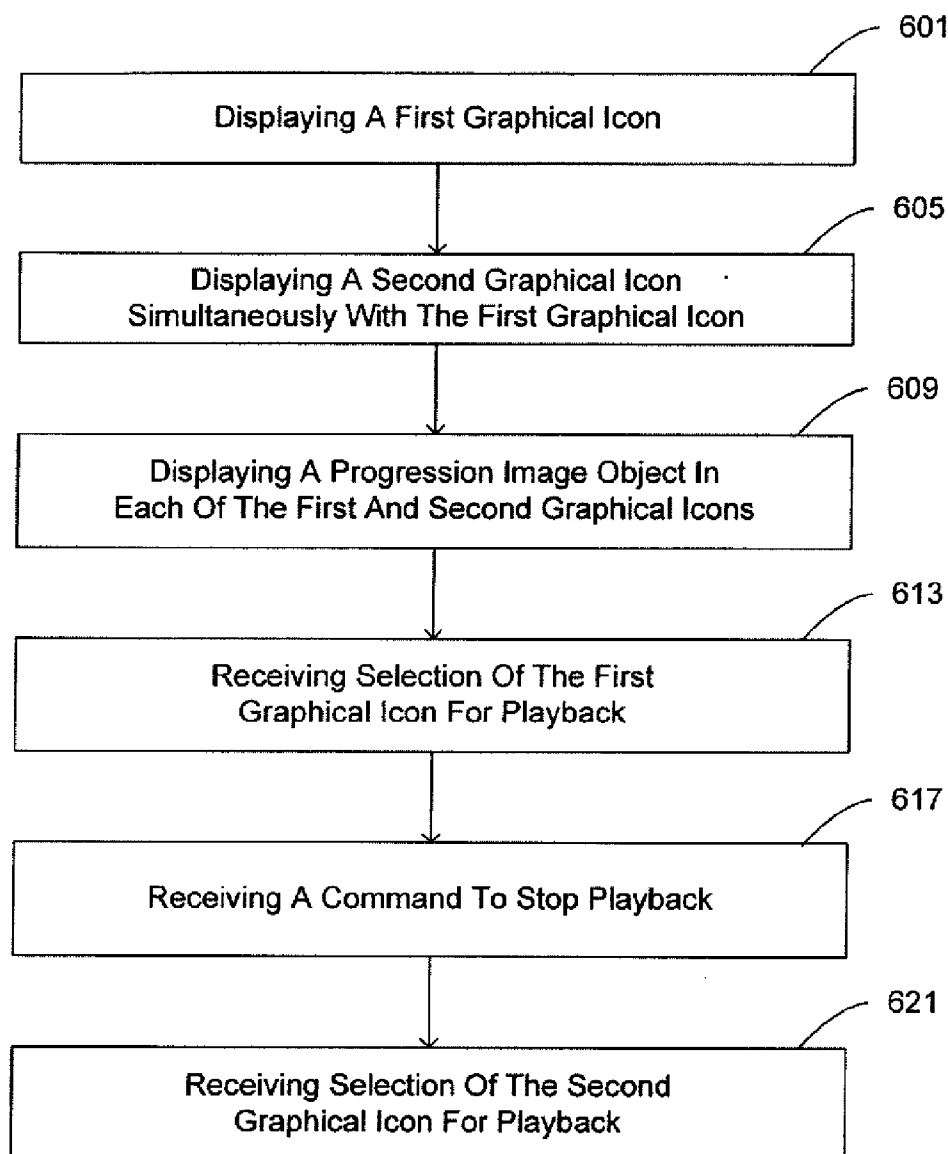 601
Displaying A First Graphical Icon
605
Displaying A Second Graphical Icon
Simultaneously With The First Graphical Icon
609
Displaying A Progression Image Object In
Each Of The First And Second Graphical Icons
613
Receiving Selection Of The First
Graphical Icon For Playback
617
Receiving A Command To Stop Playback
621
Receiving Selection Of The Second
Graphical Icon For Playback